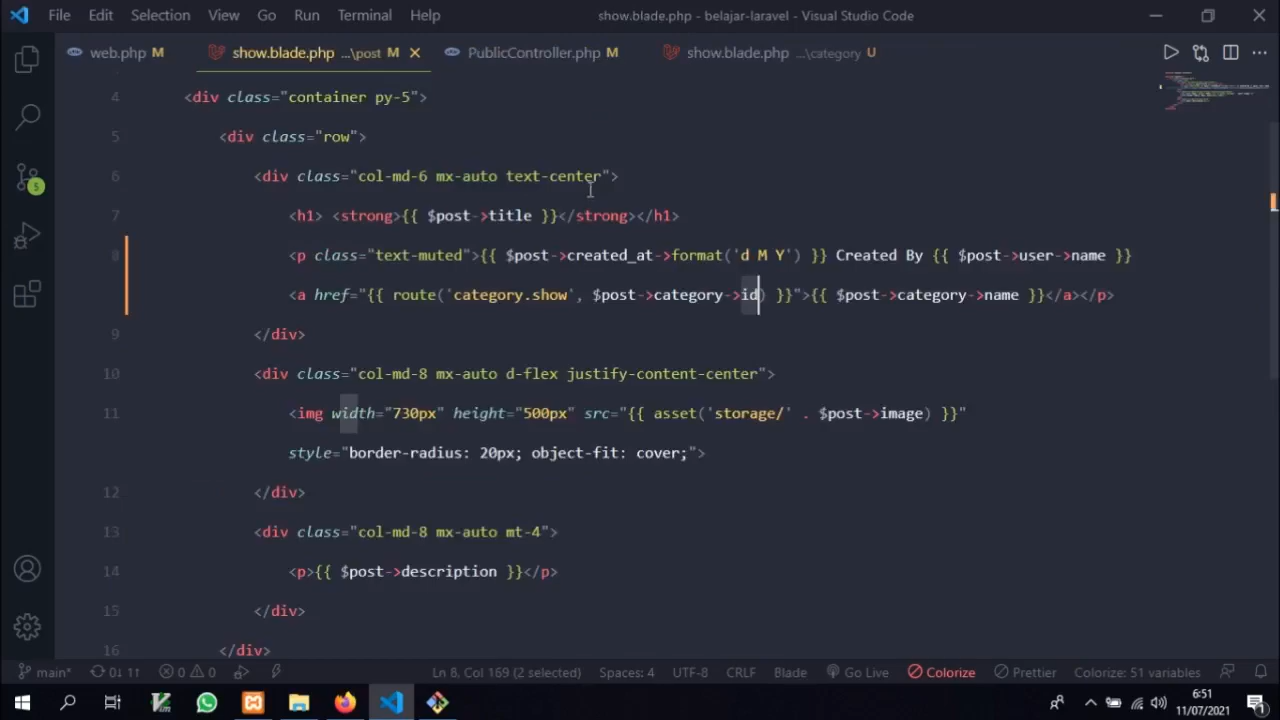 File Edit Selection View Go Run Terminal Help show.blade.php - belajar-laravel - Visual Studio Code
web.php M show.blade.php ...\post M PublicController.php M show.blade.php ...\category U
4 <div class="container py-5">
5 <div class="row">
6 <div class="col-md-6 mx-auto text-center">
7 <h1> <strong>{{ $post->title }}</strong></h1>
8 <p class="text-muted">{{ $post->created_at->format('d M Y') }} Created By {{ $post->user->name }}
<a href="{{ route('category.show', $post->category->id) }}">{{ $post->category->name }}</a></p>
9 </div>
10 <div class="col-md-8 mx-auto d-flex justify-content-center">
11 <img width="730px" height="500px" src="{{ asset('storage/' . $post->image) }}"
style="border-radius: 20px; object-fit: cover;">
12 </div>
13 <div class="col-md-8 mx-auto mt-4">
14 <p>{{ $post->description }}</p>
15 </div>
16 </div>
5
main* 0↓ 1↑ 0 0 Ln 8, Col 169 (2 selected) Spaces: 4 UTF-8 CRLF Blade Go Live Colorize Prettier Colorize: 51 variables
6:51
11/07/2021
1